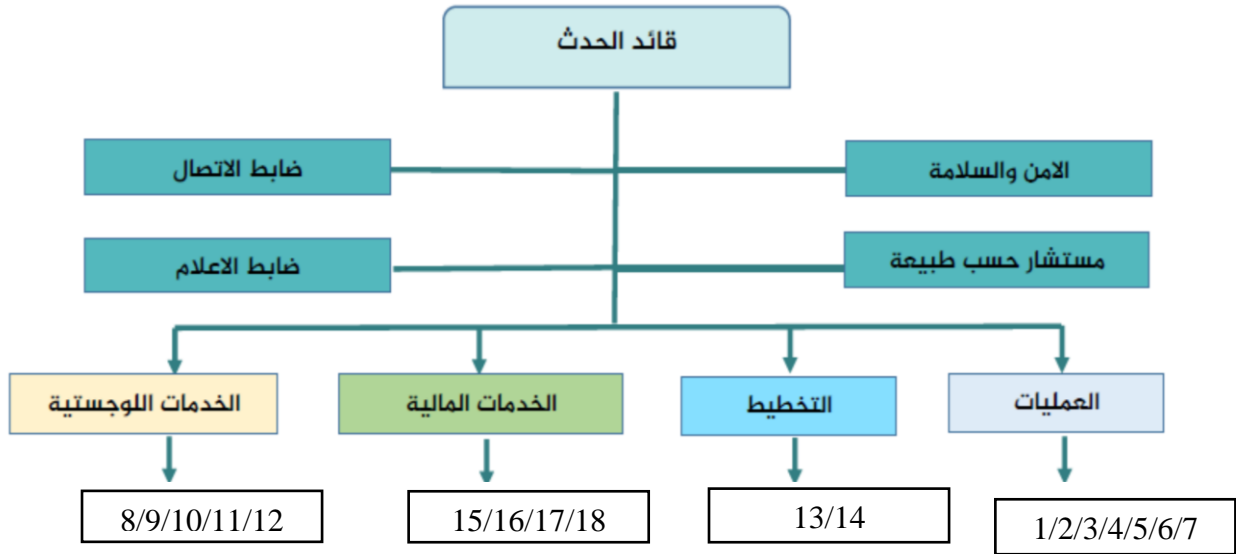 قائد الحدث
الامن والسلامة
ضابط الاتصال
مستشار حسب طبيعة
ضابط الاعلام
العمليات
التخطيط
الخدمات المالية
الخدمات اللوجستية
1/2/3/4/5/6/7
13/14
15/16/17/18
8/9/10/11/12